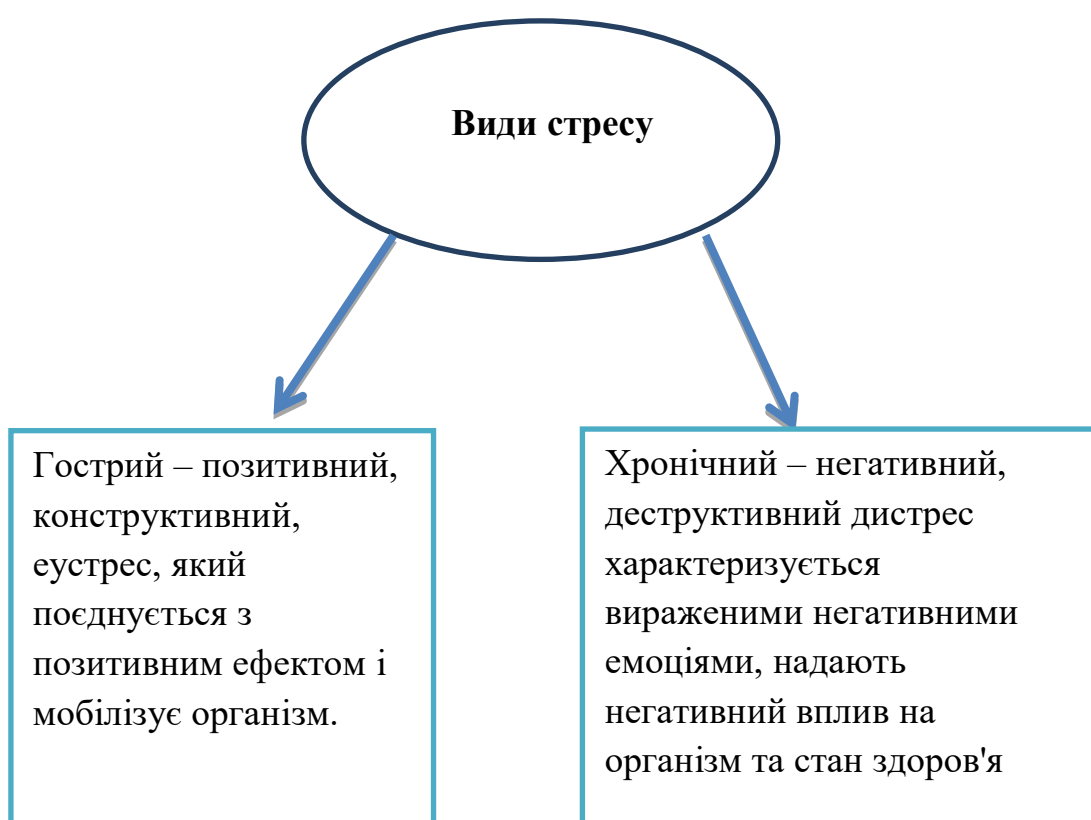 Види стресу
Гострий – позитивний,
конструктивний,
еустрес, який
поєднується з
позитивним ефектом і
мобілізує організм.
Хронічний – негативний,
деструктивний дистрес
характеризується
вираженими негативними
емоціями, надають
негативний вплив на
організм та стан здоров'я